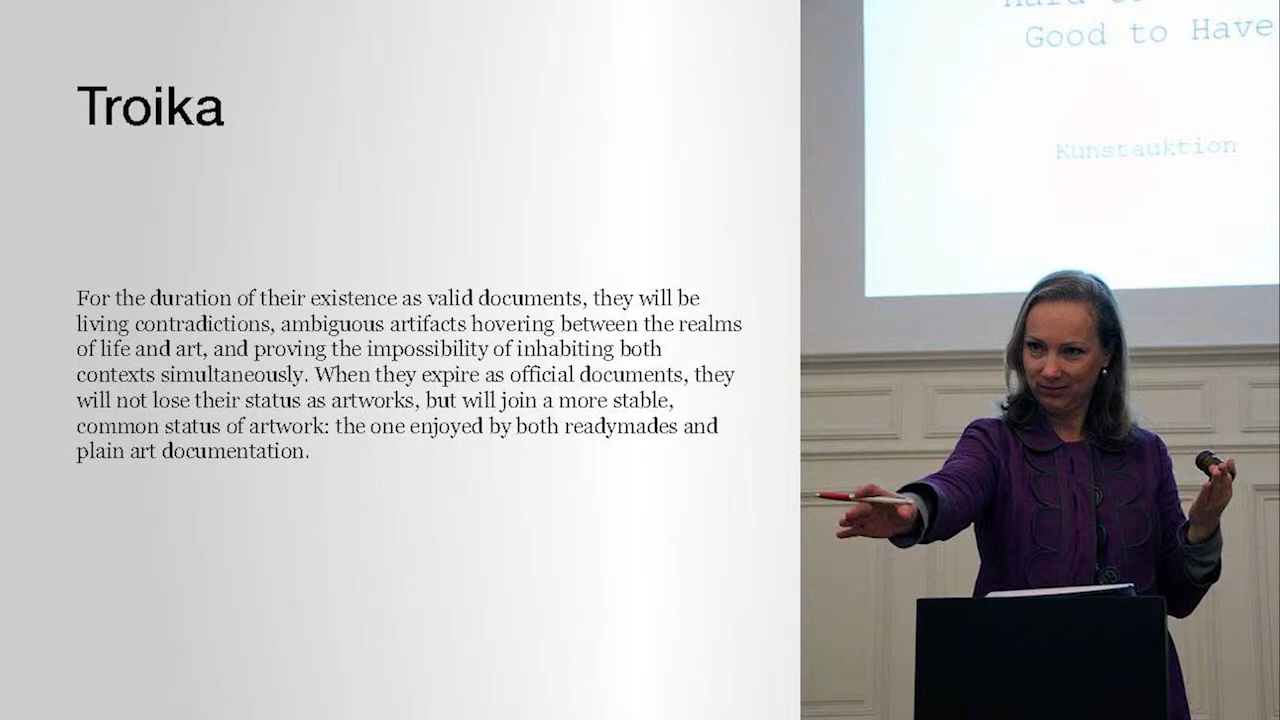 Troika
For the duration of their existence as valid documents, they will be
living contradictions, ambiguous artifacts hovering between the realms
of life and art, and proving the impossibility of inhabiting both
contexts simultaneously. When they expire as official documents, they
will not lose their status as artworks, but will join a more stable,
common status of artwork: the one enjoyed by both readymades and
plain art documentation.
Good to Have
Kunstauktion